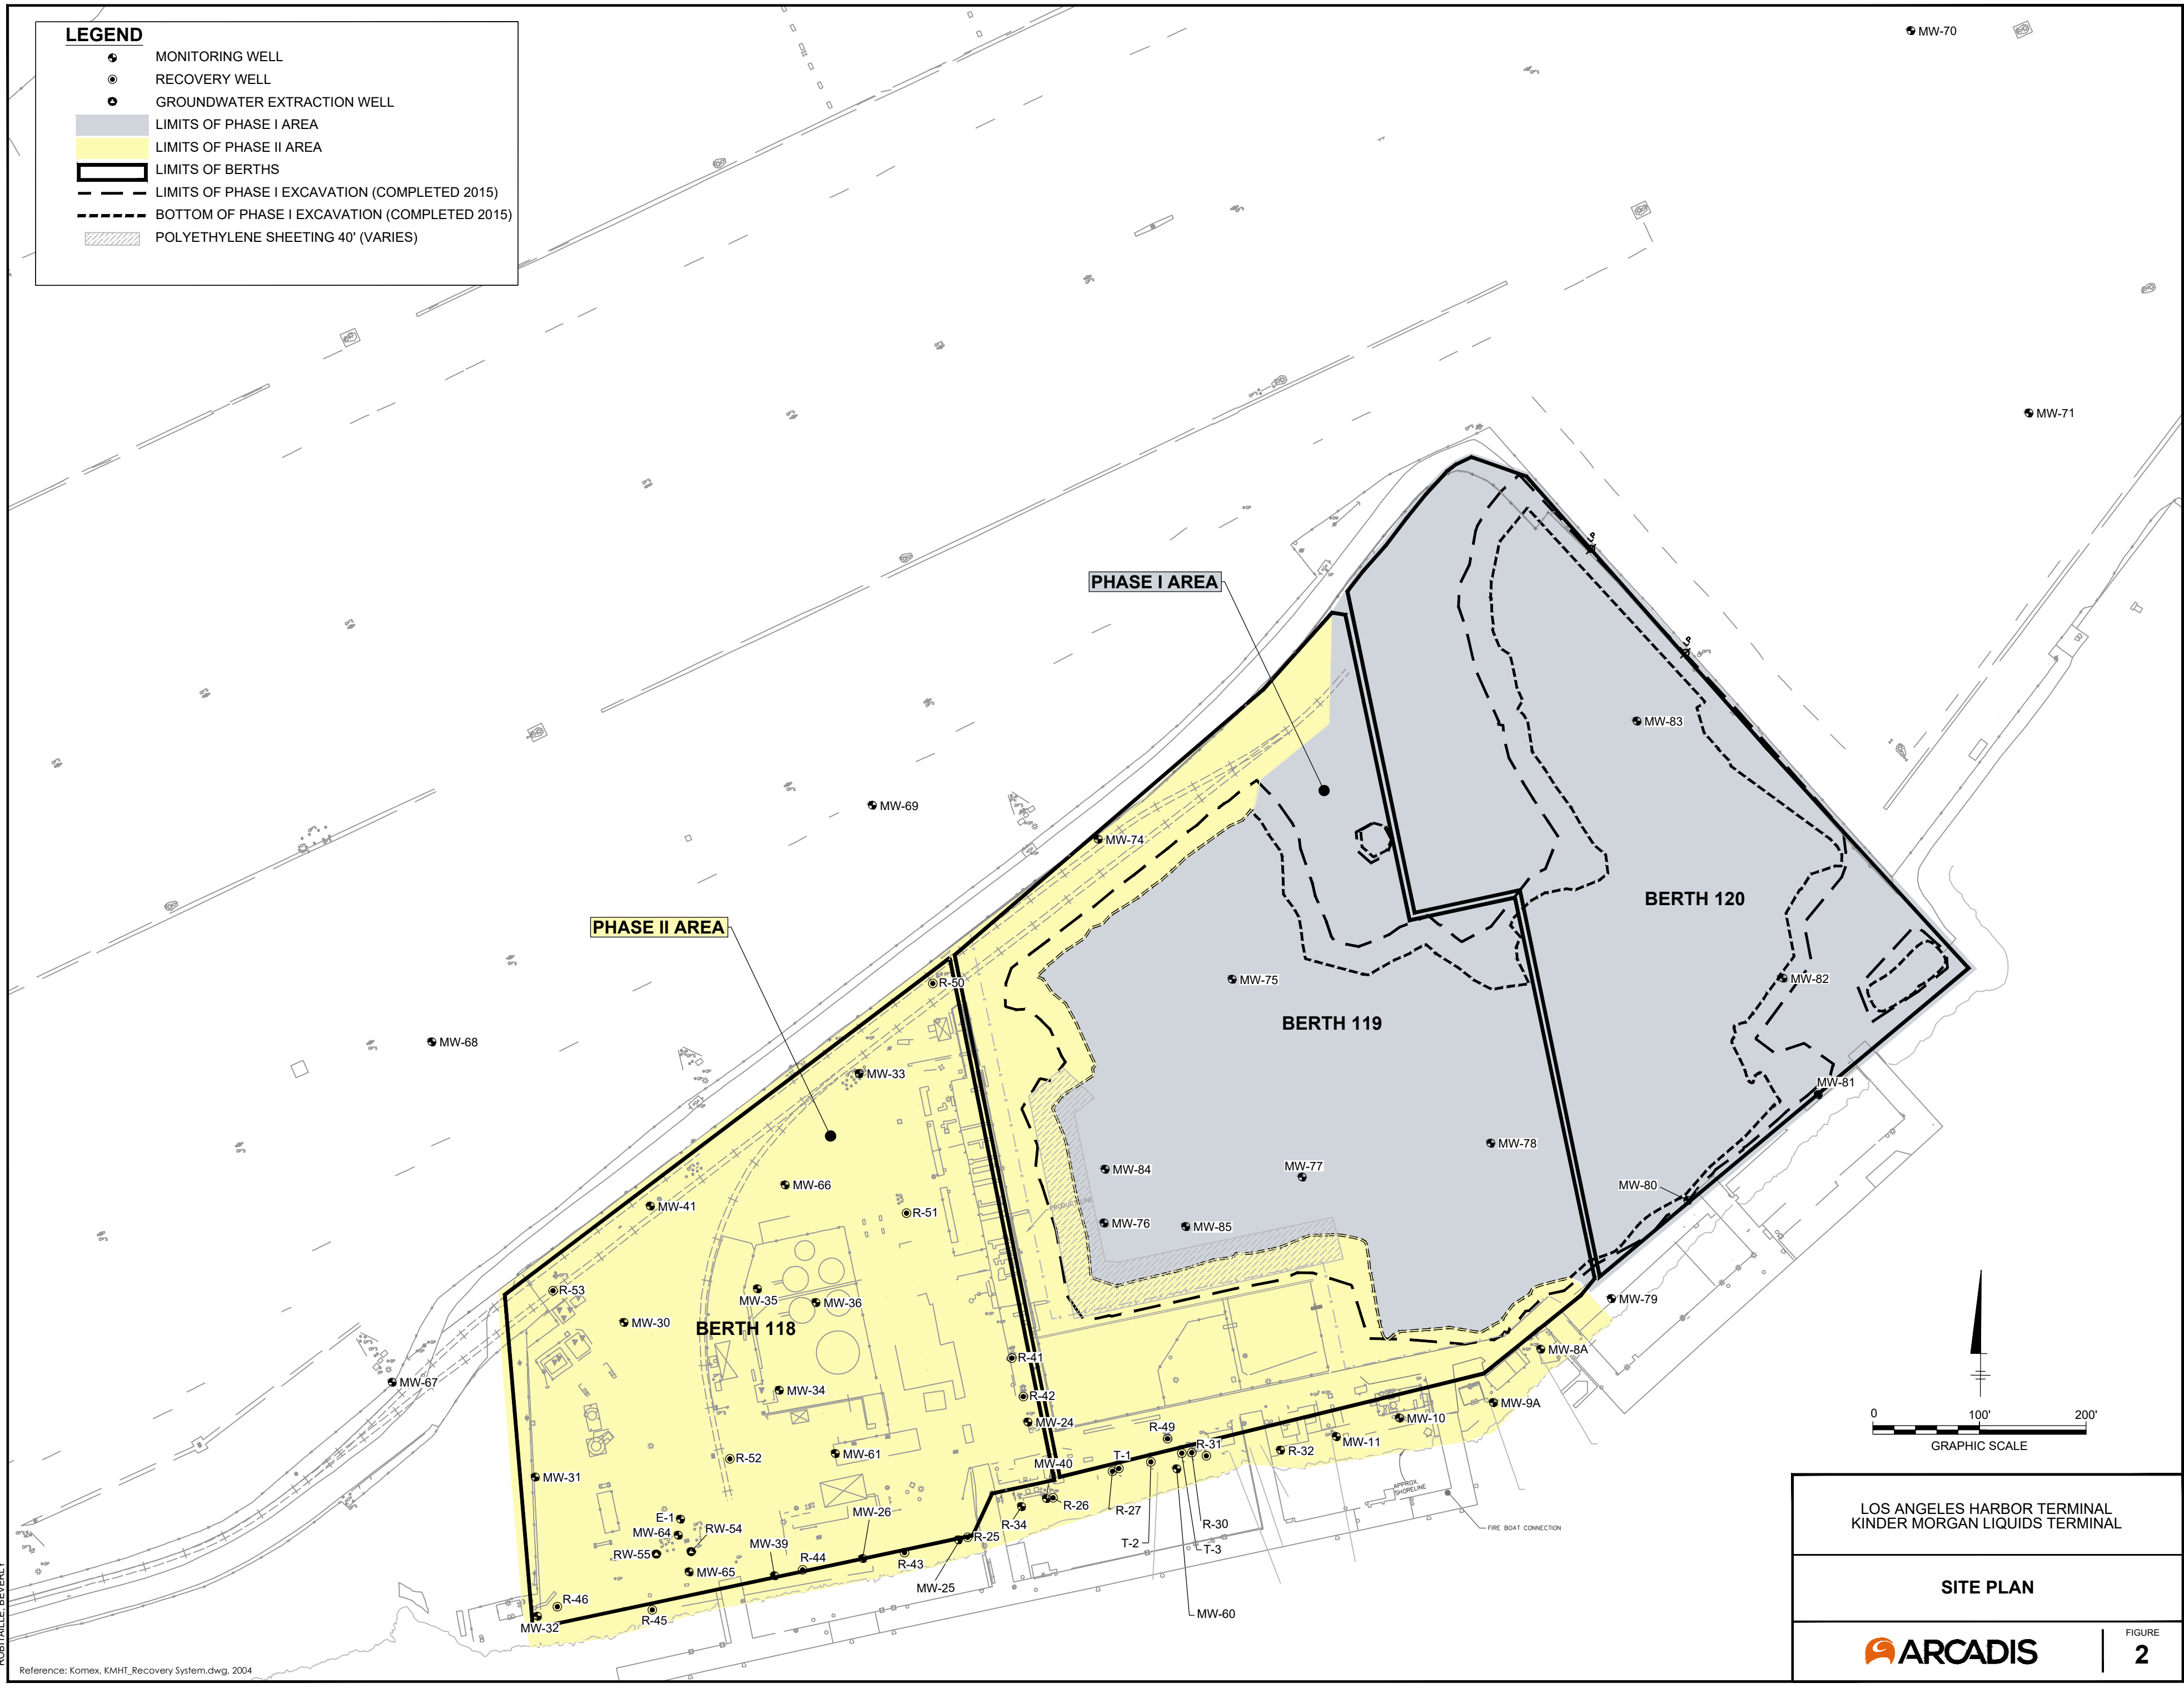 LEGEND
MONITORING WELL
RECOVERY WELL
GROUNDWATER EXTRACTION WELL
LIMITS OF PHASE I AREA
LIMITS OF PHASE II AREA
LIMITS OF BERTHS
LIMITS OF PHASE I EXCAVATION (COMPLETED 2015)
BOTTOM OF PHASE I EXCAVATION (COMPLETED 2015)
POLYETHYLENE SHEETING 40' (VARIES)
MW-70
MW-71
PHASE I AREA
MW-83
MW-69
MW-74
BERTH 120
PHASE II AREA
MW-75
MW-82
R-50
BERTH 119
MW-68
MW-33
MW-81
MW-78
MW-84
MW-77
MW-66
MW-80
MW-41
R-51
MW-76
MW-85
R-53
MW-35
MW-36
MW-79
MW-30
BERTH 118
MW-8A
R-41
MW-67
MW-34
R-42
MW-9A
MW-24
MW-10
R-49
MW-11
R-31
R-32
MW-61
R-52
T-1
MW-40
MW-31
APPROX.
SHORELINE
R-26
R-27
MW-26
E-1
R-34
R-30
FIRE BOAT CONNECTION
MW-64
RW-54
R-25
T-2
T-3
MW-39
R-44
RW-55
R-43
MW-65
MW-25
R-46
MW-60
R-45
MW-32
0 100' 200'
GRAPHIC SCALE
LOS ANGELES HARBOR TERMINAL
KINDER MORGAN LIQUIDS TERMINAL
SITE PLAN
ARCADIS
FIGURE
2
Reference: Komex, KMHT_Recovery System.dwg, 2004